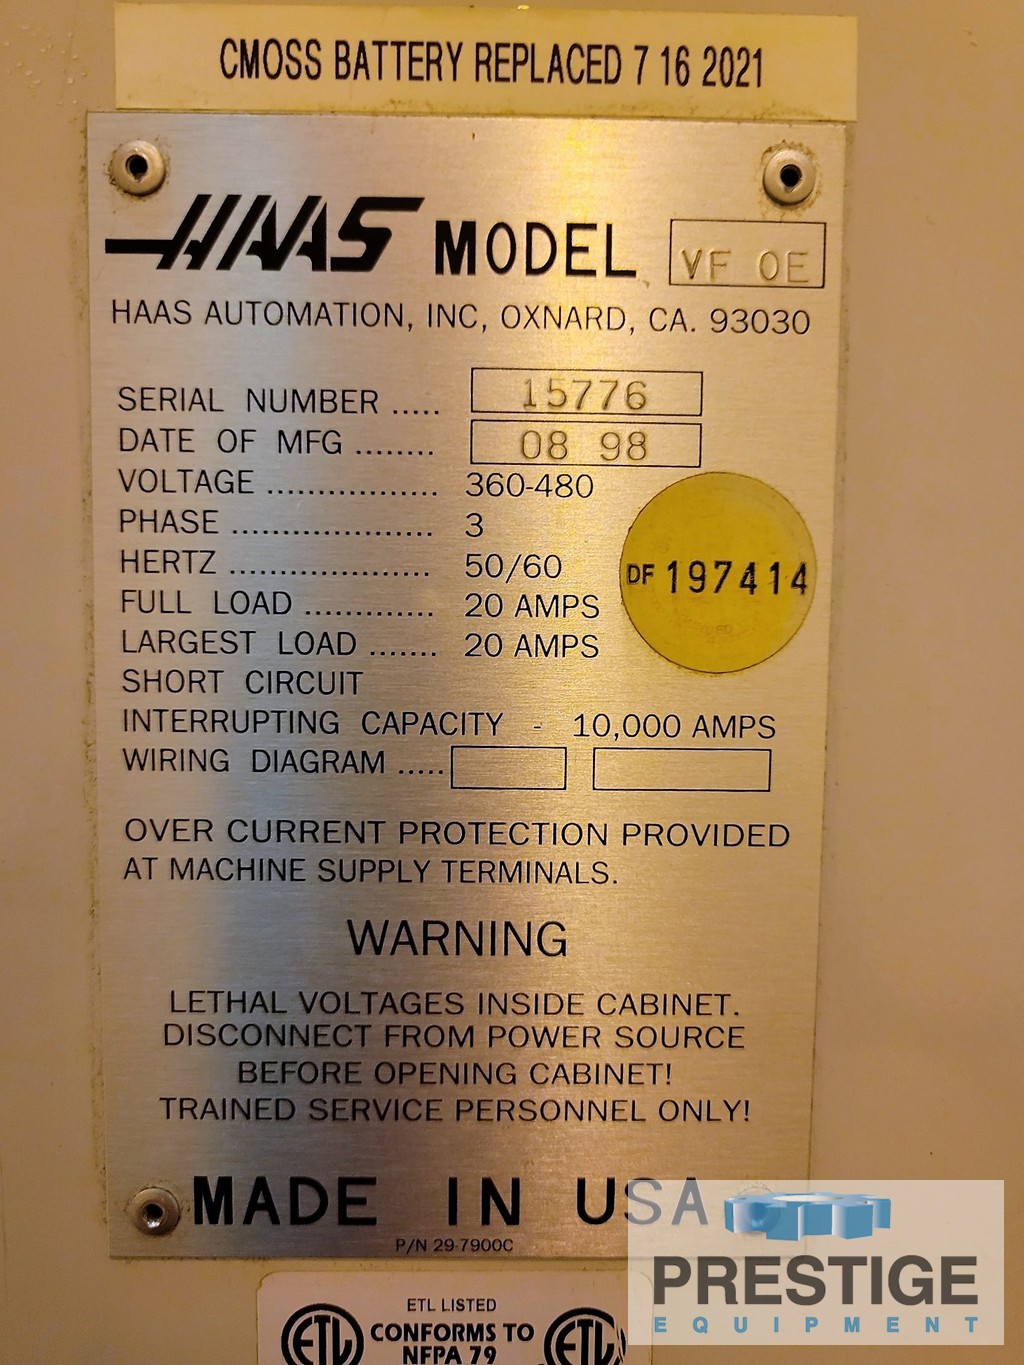 CMOSS BATTERY REPLACED 7 16 2021
HAAS MODEL VF 0E
HAAS AUTOMATION, INC, OXNARD, CA. 93030
SERIAL NUMBER ..... 15776
DATE OF MFG ........ 08 98
VOLTAGE ................. 360-480
PHASE .................... 3
HERTZ .................... 50/60
DF 197414
FULL LOAD ............. 20 AMPS
LARGEST LOAD ....... 20 AMPS
SHORT CIRCUIT
INTERRUPTING CAPACITY - 10,000 AMPS
WIRING DIAGRAM .....
OVER CURRENT PROTECTION PROVIDED
AT MACHINE SUPPLY TERMINALS.
WARNING
LETHAL VOLTAGES INSIDE CABINET.
DISCONNECT FROM POWER SOURCE
BEFORE OPENING CABINET!
TRAINED SERVICE PERSONNEL ONLY!
MADE IN USA
P/N 29-7900C
PRESTIGE
EQUIPMENT
ETL LISTED
ETL CONFORMS TO ETL
NFPA 79